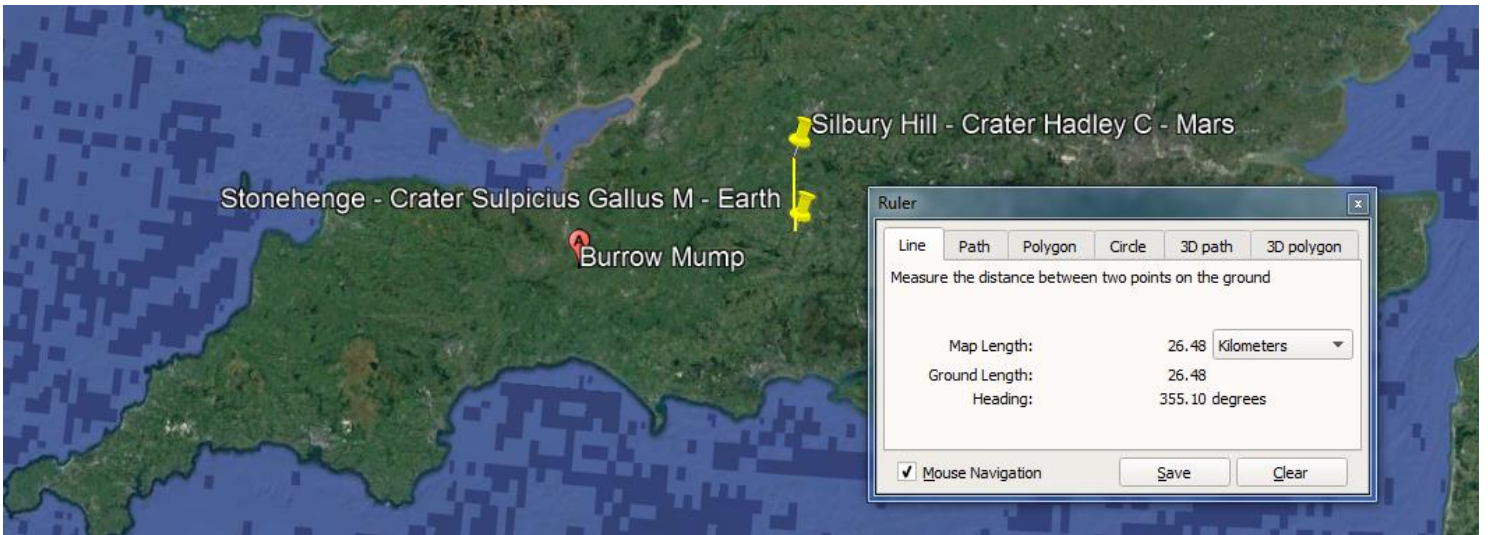 Silbury Hill - Crater Hadley C - Mars
Stonehenge - Crater Sulpicius Gallus M - Earth
A
Burrow Mump
Ruler
x
Line Path Polygon Circle 3D path 3D polygon
Measure the distance between two points on the ground
Map Length: 26.48 Kilometers
Ground Length: 26.48
Heading: 355.10 degrees
Mouse Navigation Save Clear